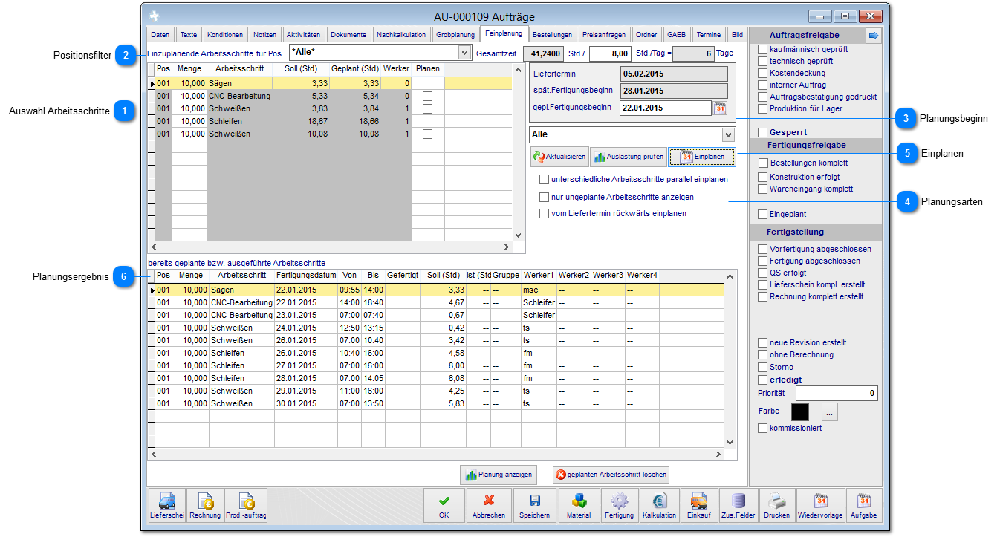 AU-000109 Aufträge
Daten Texte Konditionen Notizen Aktivitäten Dokumente Nachkalkulation Grobplanung Feinplanung Bestellungen Preisanfragen Ordner GAEB Termine Bild
Positionsfilter 2
Einzuplanende Arbeitsschritte für Pos. *Alle* Gesamtzeit 41,2400 Std./ 8,00 Std./Tag = 6 Tage
Pos Menge Arbeitsschritt Soll (Std) Geplant (Std) Werker Planen
001 10,000 Sägen 3,33 3,33 0
001 10,000 CNC-Bearbeitung 5,33 5,34 0
001 10,000 Schweißen 3,83 3,84 1
001 10,000 Schleifen 18,67 18,66 1
001 10,000 Schweißen 10,08 10,08 1
Auswahl Arbeitsschritte 1
Liefertermin 05.02.2015
spät.Fertigungsbeginn 28.01.2015
gepl.Fertigungsbeginn 22.01.2015 31
3 Planungsbeginn
Alle
Aktualisieren Auslastung prüfen 31 Einplanen
5 Einplanen
unterschiedliche Arbeitsschritte parallel einplanen
nur ungeplante Arbeitsschritte anzeigen
vom Liefertermin rückwärts einplanen
4 Planungsarten
bereits geplante bzw. ausgeführte Arbeitsschritte
Planungsergebnis 6
Pos Menge Arbeitsschritt Fertigungsdatum Von Bis Gefertigt Soll (Std) Ist (Std Gruppe Werker1 Werker2 Werker3 Werker4
001 10,000 Sägen 22.01.2015 09:55 14:00 3,33 -- -- msc -- -- --
001 10,000 CNC-Bearbeitung 22.01.2015 14:00 18:40 4,67 -- -- Schleifer -- -- --
001 10,000 CNC-Bearbeitung 23.01.2015 07:00 07:40 0,67 -- -- Schleifer -- -- --
001 10,000 Schweißen 24.01.2015 12:50 13:15 0,42 -- -- ts -- -- --
001 10,000 Schweißen 26.01.2015 07:00 10:40 3,42 -- -- ts -- -- --
001 10,000 Schleifen 26.01.2015 10:40 16:00 4,58 -- -- fm -- -- --
001 10,000 Schleifen 27.01.2015 07:00 16:00 8,00 -- -- fm -- -- --
001 10,000 Schleifen 28.01.2015 07:00 14:05 6,08 -- -- fm -- -- --
001 10,000 Schweißen 29.01.2015 11:00 16:00 4,25 -- -- ts -- -- --
001 10,000 Schweißen 30.01.2015 07:00 13:50 5,83 -- -- ts -- -- --
Planung anzeigen geplanten Arbeitsschritt löschen
Auftragsfreigabe
kaufmännisch geprüft
technisch geprüft
Kostendeckung
interner Auftrag
Auftragsbestätigung gedruckt
Produktion für Lager
Gesperrt
Fertigungsfreigabe
Bestellungen komplett
Konstruktion erfolgt
Wareneingang komplett
Eingeplant
Fertigstellung
Vorfertigung abgeschlossen
Fertigung abgeschlossen
QS erfolgt
Lieferschein kompl. erstellt
Rechnung komplett erstellt
neue Revision erstellt
ohne Berechnung
Storno
erledigt
Priorität 0
Farbe ...
kommissioniert
Lieferschei Rechnung Prod.-auftrag OK Abbrechen Speichern Material Fertigung Kalkulation Einkauf Zus.Felder Drucken 31 Wiedervorlage 31 Aufgabe